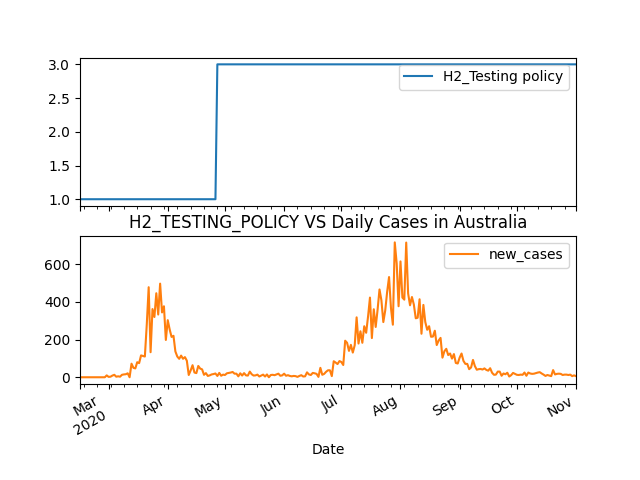 3.0
H2_Testing policy
2.5
2.0
1.5
1.0
H2_TESTING_POLICY VS Daily Cases in Australia
new_cases
600
400
200
0
Mar Apr May Jun Jul Aug Sep Oct Nov
2020
Date